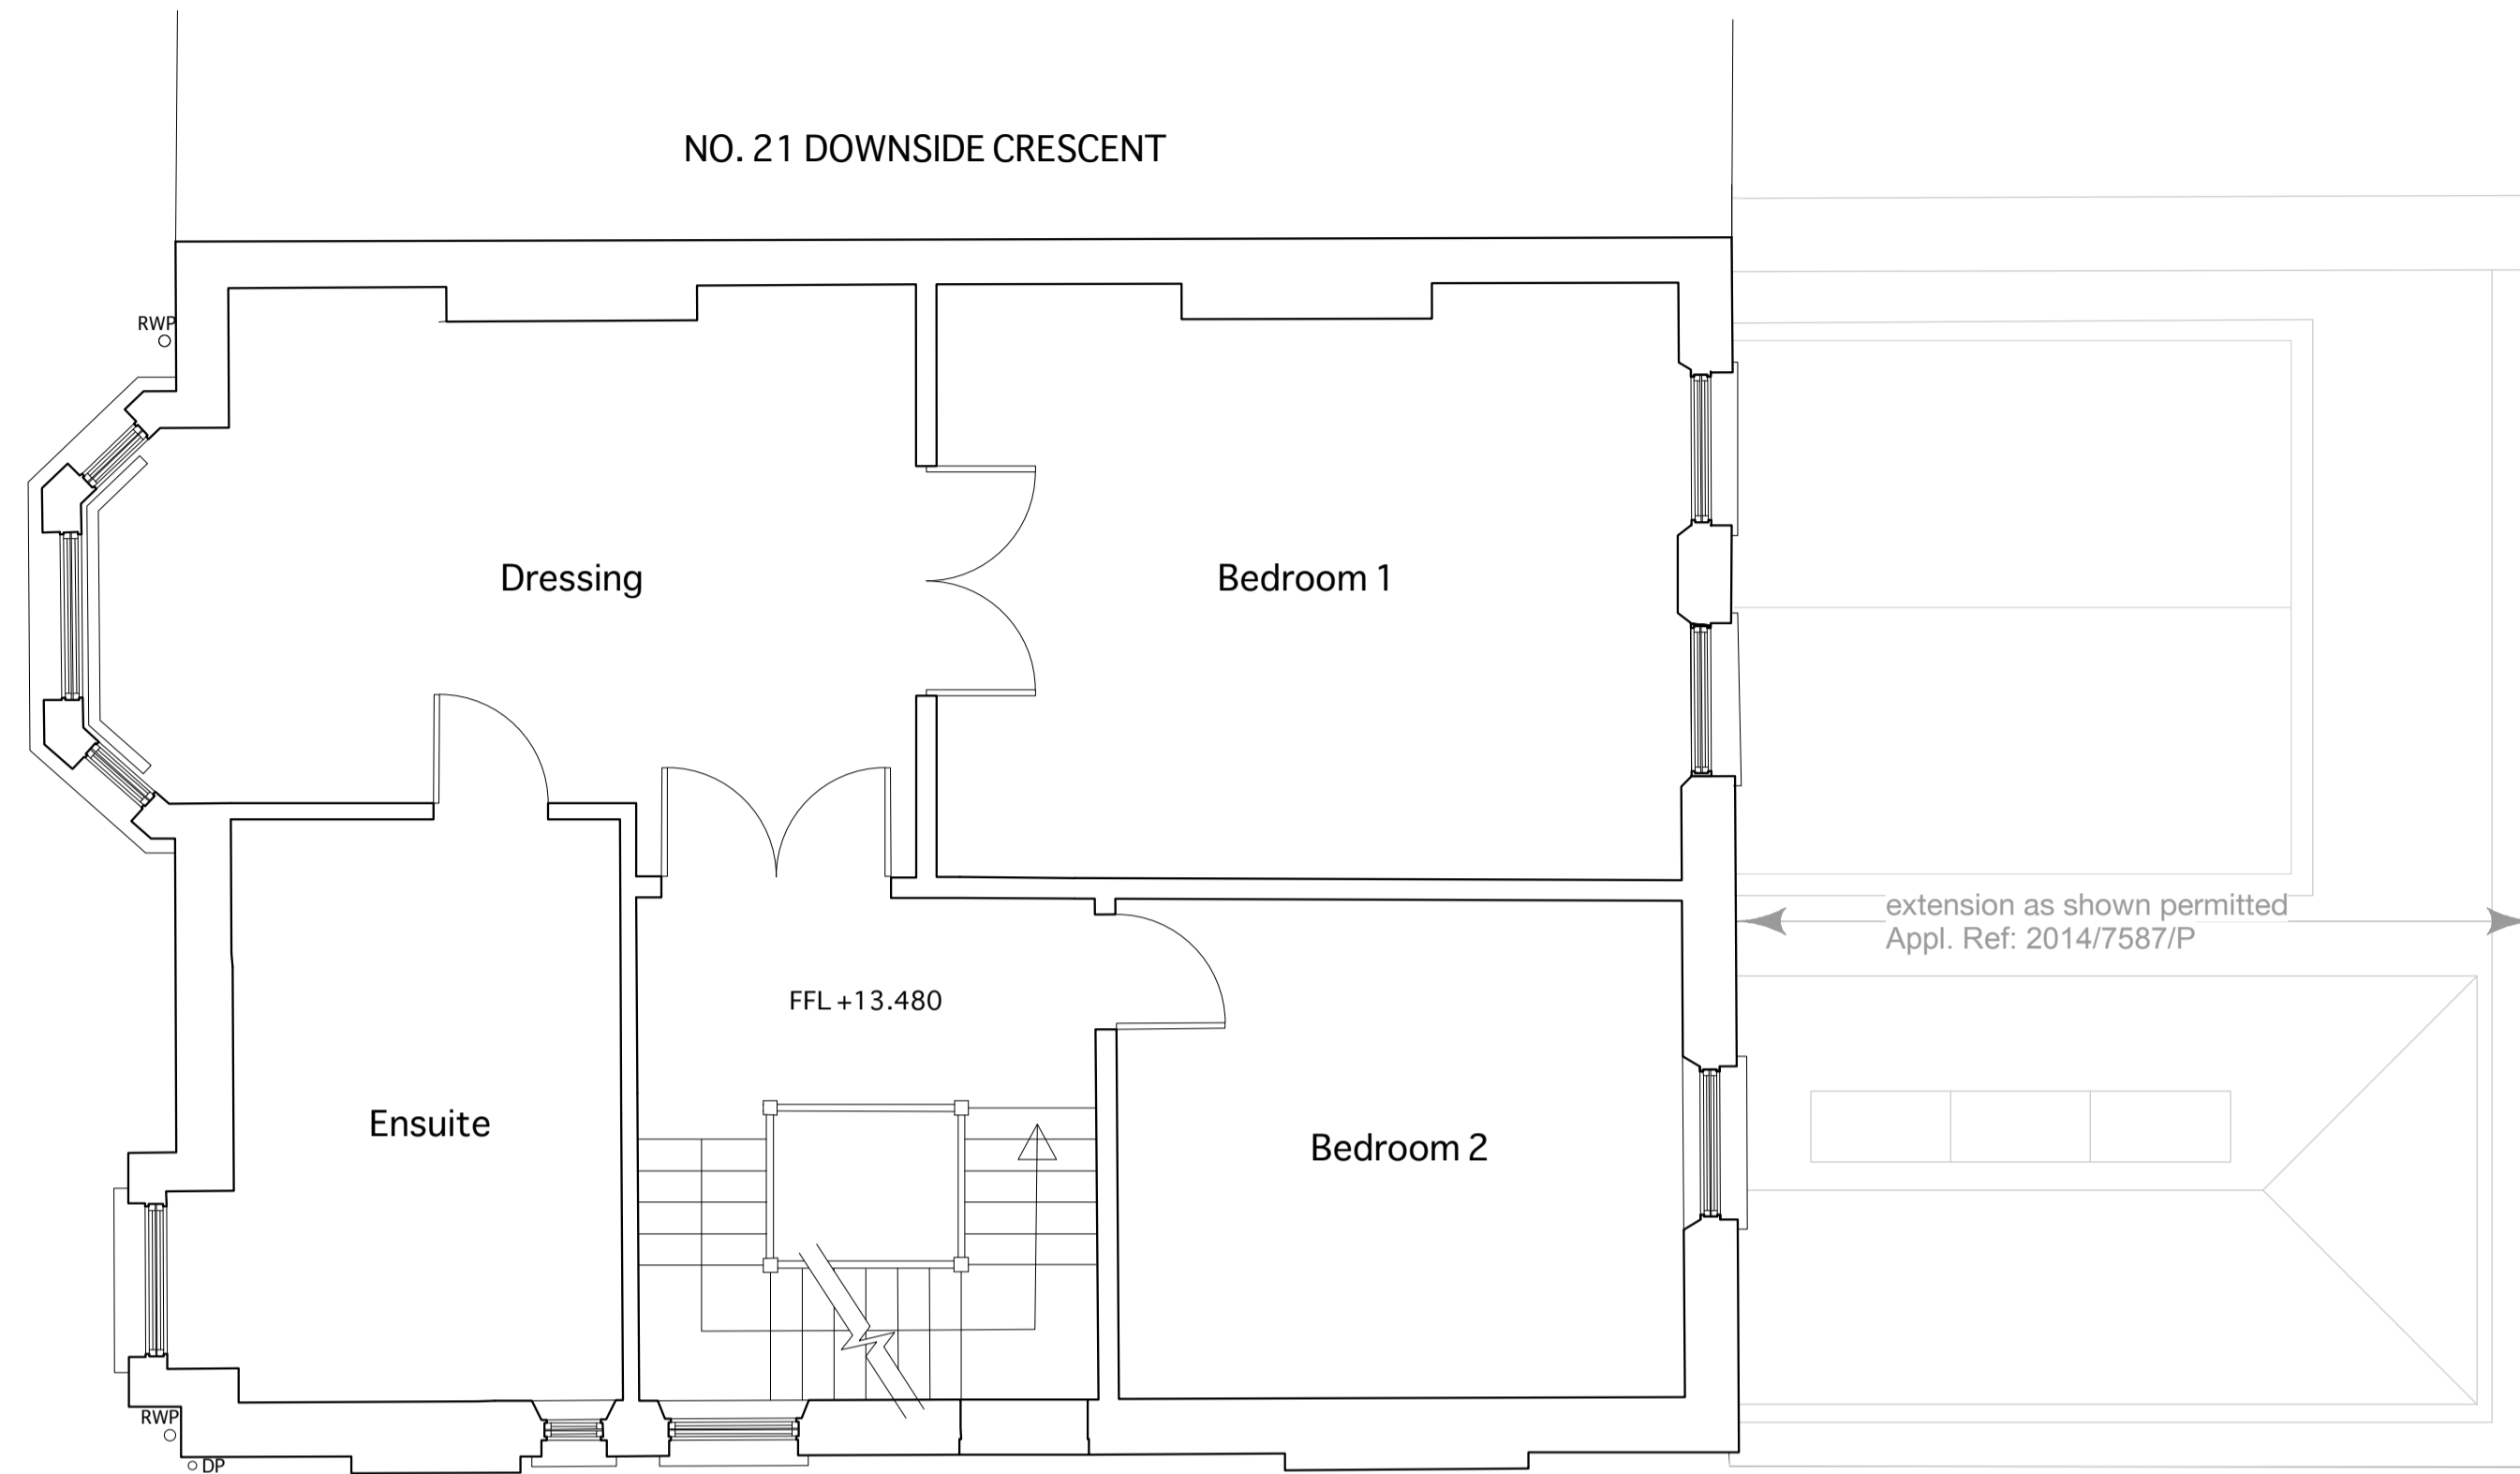 NO. 21 DOWNSIDE CRESCENT
RWP
Dressing
Bedroom 1
extension as shown permitted
Appl. Ref: 2014/7587/P
FFL +13.480
Ensuite
Bedroom 2
RWP
DP